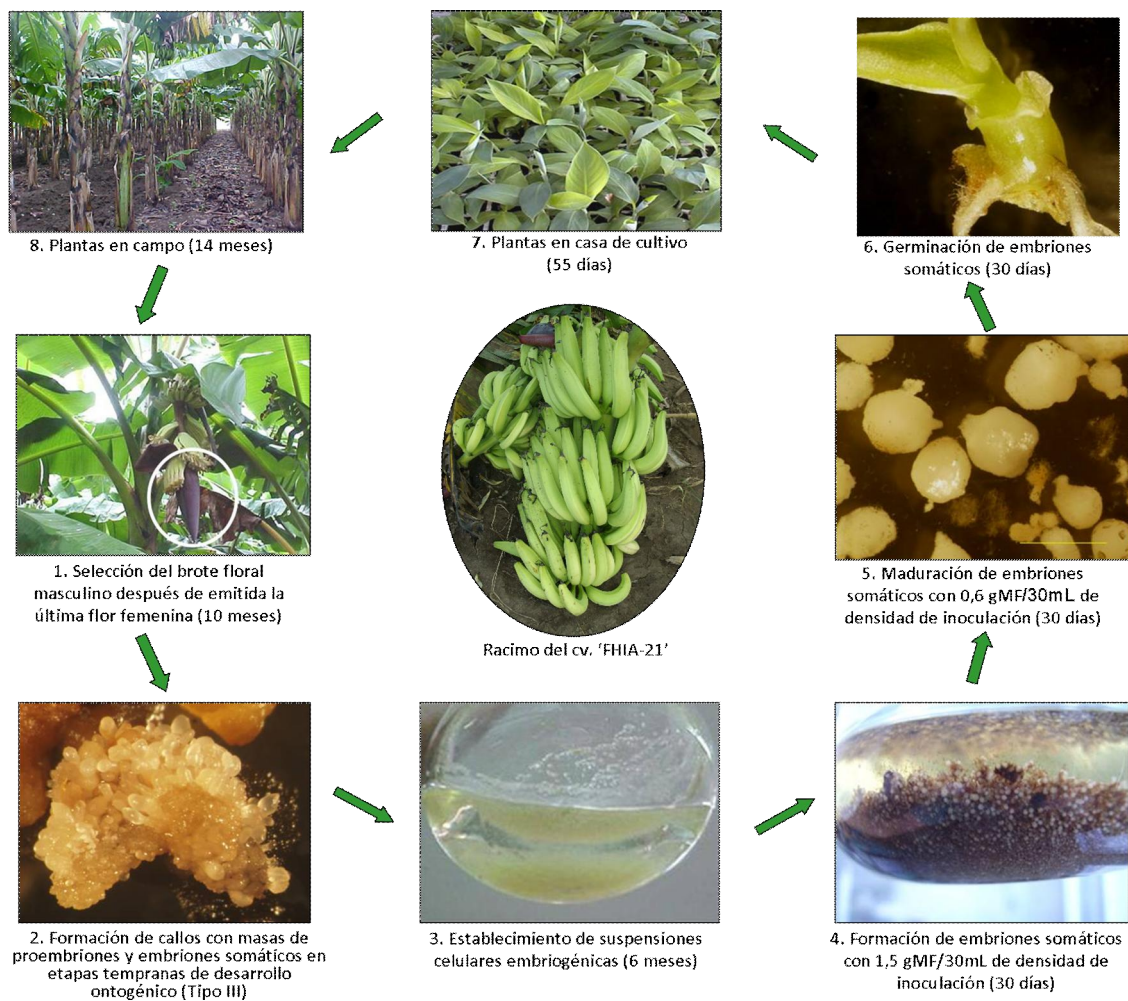 8. Plantas en campo (14 meses)
7. Plantas en casa de cultivo
(55 días)
6. Germinación de embriones
somáticos (30 días)
1. Selección del brote floral
masculino después de emitida la
última flor femenina (10 meses)
Racimo del cv. ‘FHIA-21’
5. Maduración de embriones
somáticos con 0,6 gMF/30mL de
densidad de inoculación (30 días)
2. Formación de callos con masas de
proembriones y embriones somáticos en
etapas tempranas de desarrollo
ontogénico (Tipo III)
3. Establecimiento de suspensiones
celulares embriogénicas (6 meses)
4. Formación de embriones somáticos
con 1,5 gMF/30mL de densidad de
inoculación (30 días)